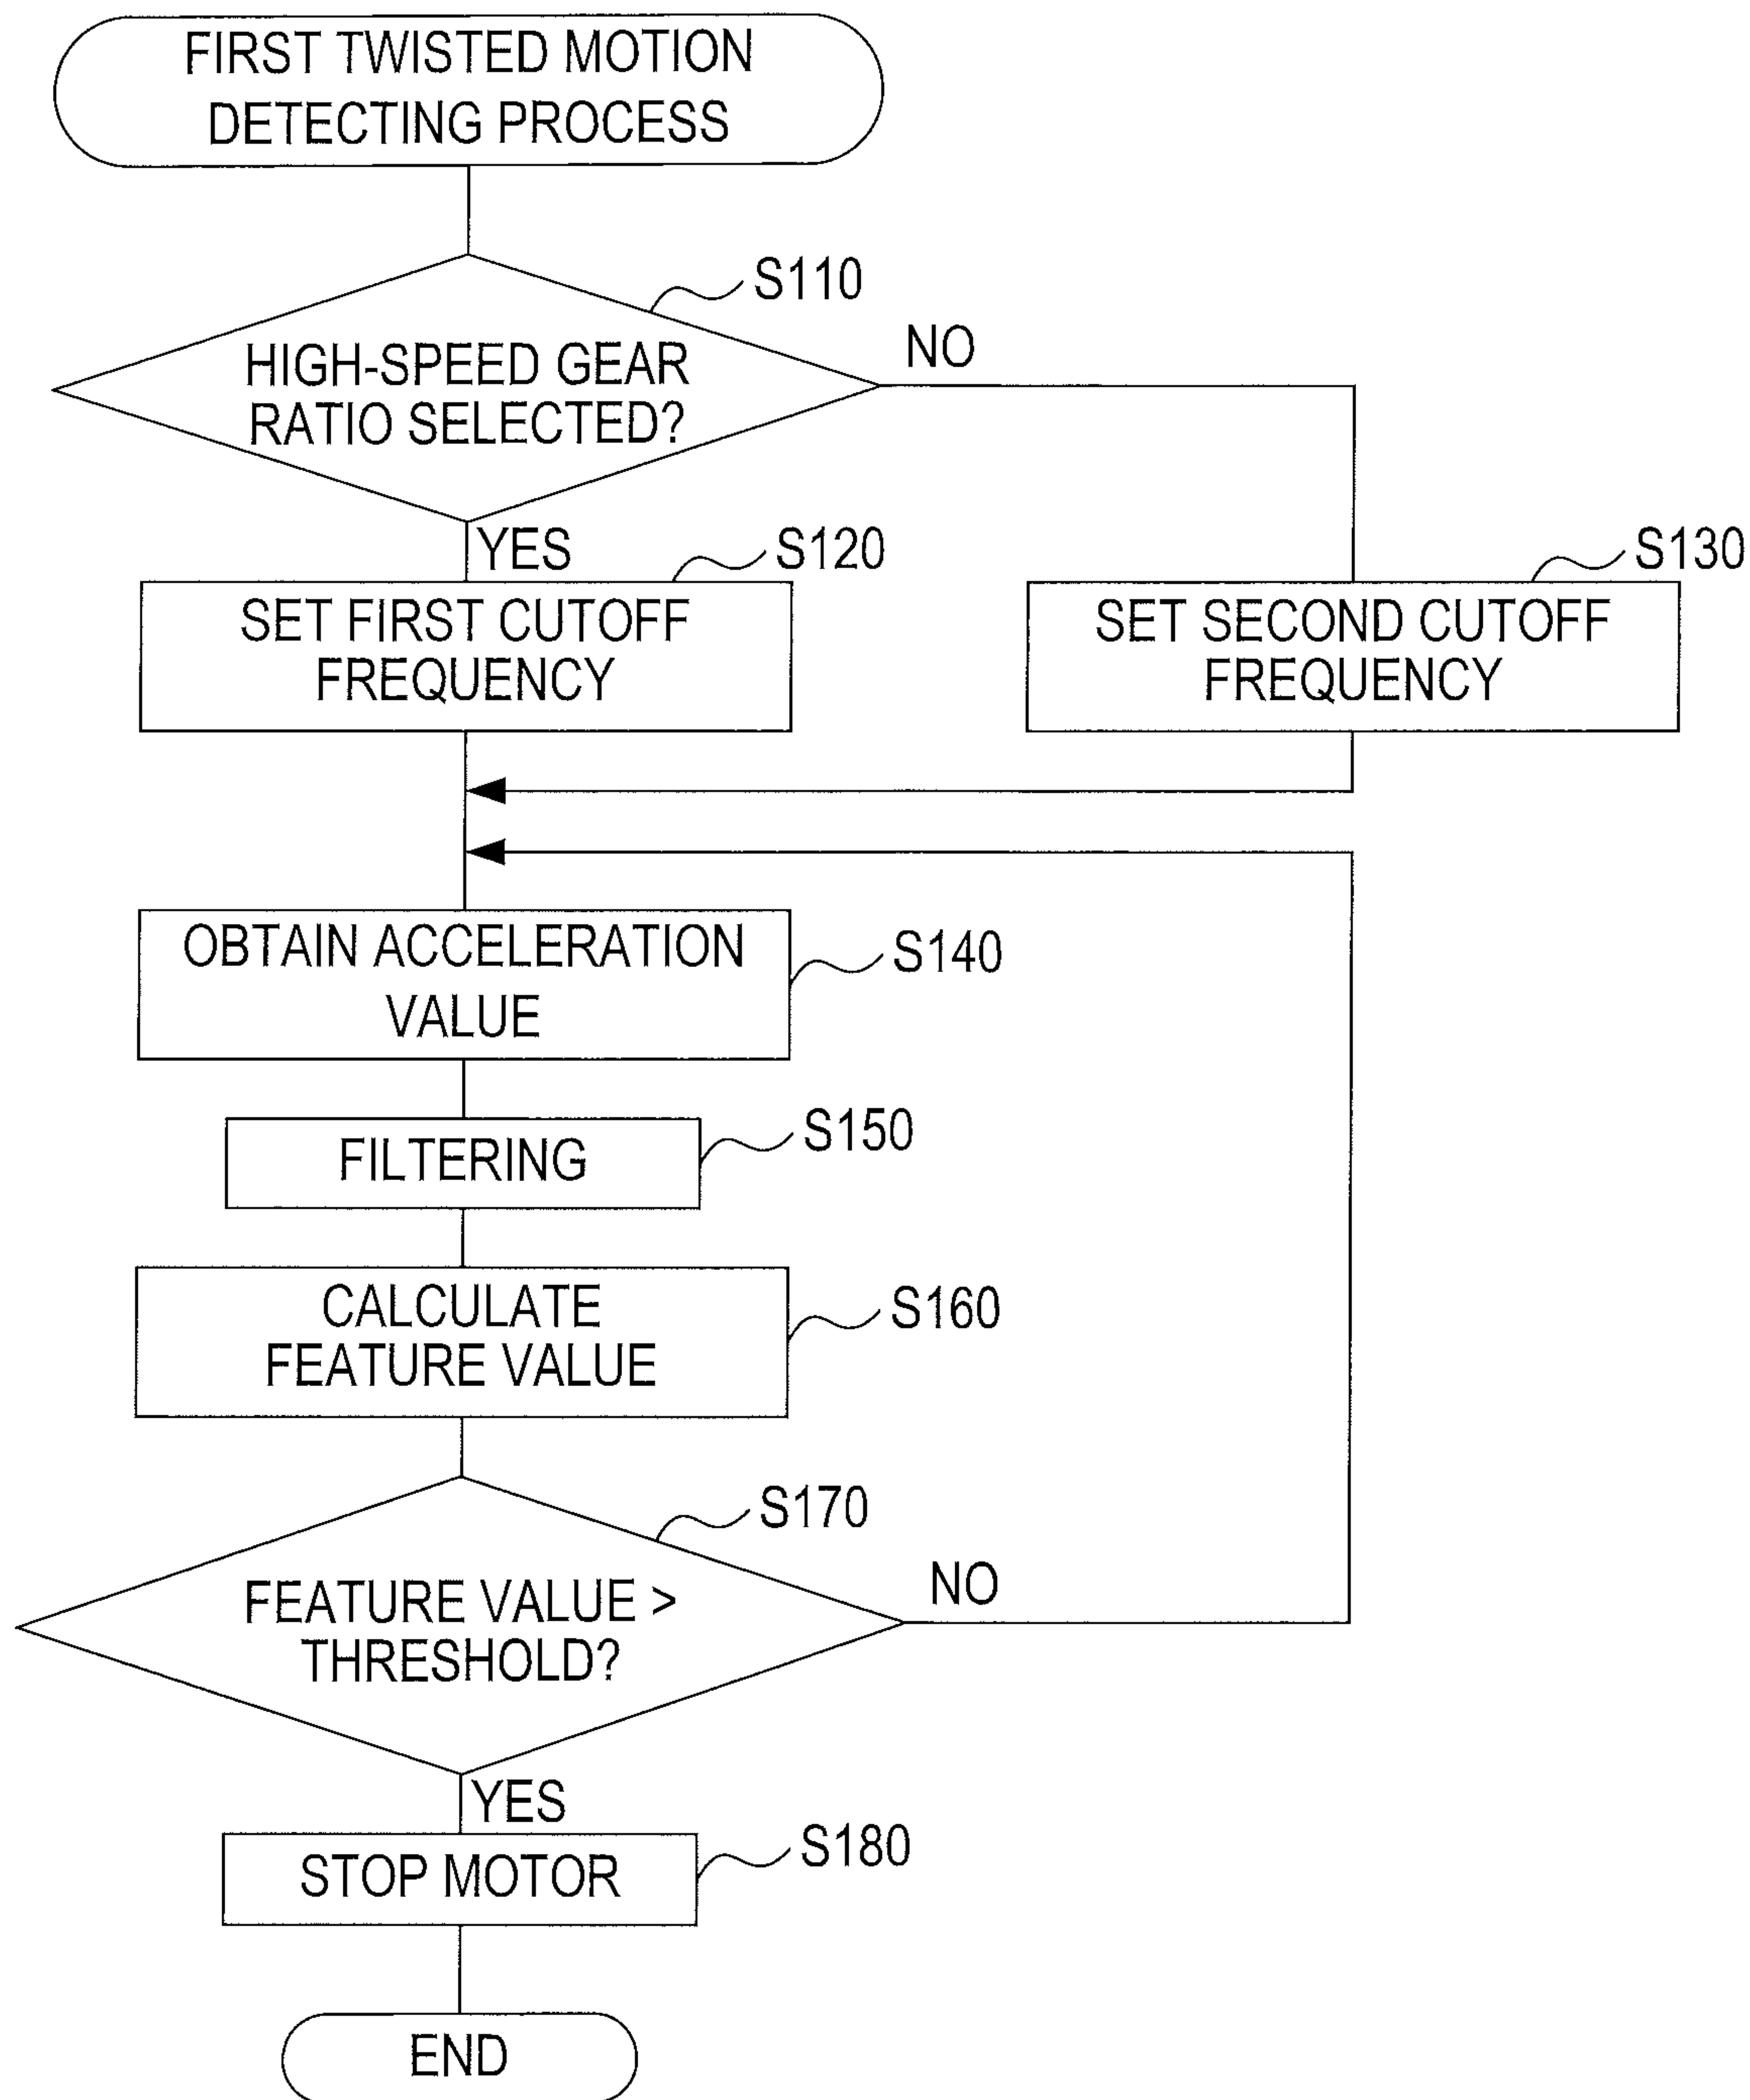 FIRST TWISTED MOTION
DETECTING PROCESS
S110
HIGH-SPEED GEAR
RATIO SELECTED?
NO
YES
S120
SET FIRST CUTOFF
FREQUENCY
S130
SET SECOND CUTOFF
FREQUENCY
OBTAIN ACCELERATION
VALUE
S140
FILTERING
S150
CALCULATE
FEATURE VALUE
S160
S170
FEATURE VALUE >
THRESHOLD?
NO
YES
STOP MOTOR
S180
END